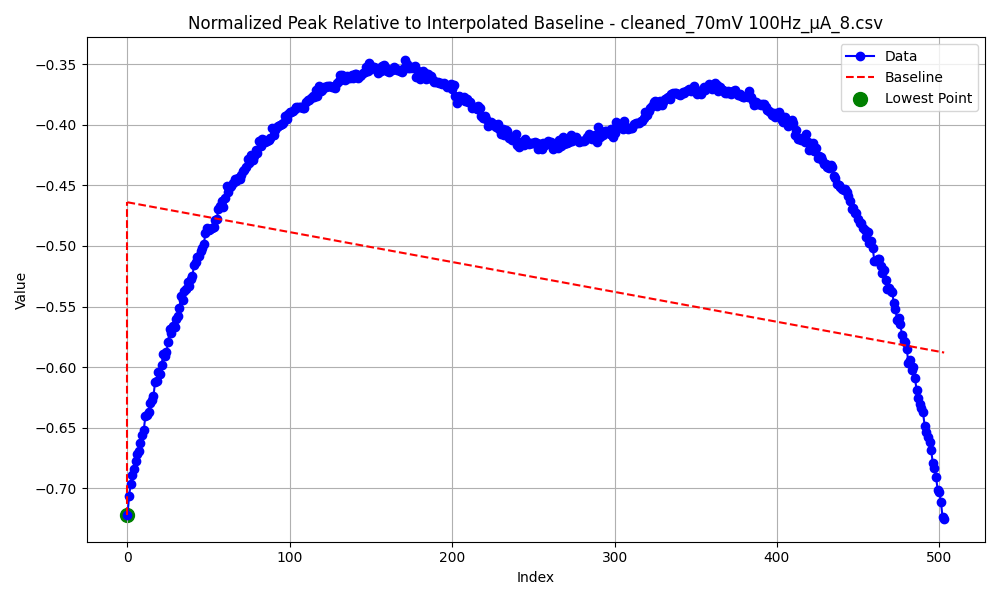 Normalized Peak Relative to Interpolated Baseline - cleaned_70mV 100Hz_µA_8.csv
Data
Baseline
Lowest Point
−0.35
−0.40
−0.45
−0.50
−0.55
−0.60
−0.65
−0.70
Value
0 100 200 300 400 500
Index